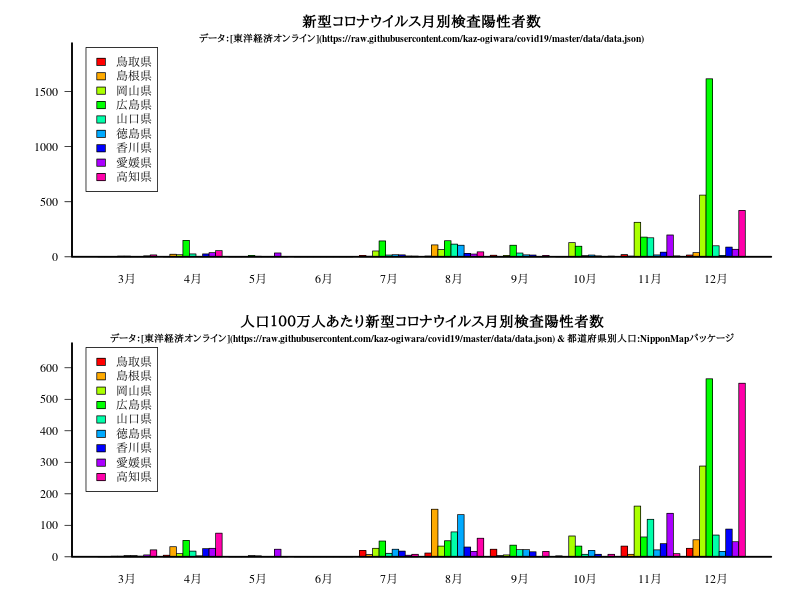 新型コロナウイルス月別検査陽性者数
データ:[東洋経済オンライン](https://raw.githubusercontent.com/kaz-ogiwara/covid19/master/data/data.json)
鳥取県
島根県
岡山県
広島県
山口県
徳島県
香川県
愛媛県
高知県
1500
1000
500
0
3月 4月 5月 6月 7月 8月 9月 10月 11月 12月
人口100万人あたり新型コロナウイルス月別検査陽性者数
データ:[東洋経済オンライン](https://raw.githubusercontent.com/kaz-ogiwara/covid19/master/data/data.json) & 都道府県別人口:NipponMapパッケージ
鳥取県
島根県
岡山県
広島県
山口県
徳島県
香川県
愛媛県
高知県
600
500
400
300
200
100
0
3月 4月 5月 6月 7月 8月 9月 10月 11月 12月